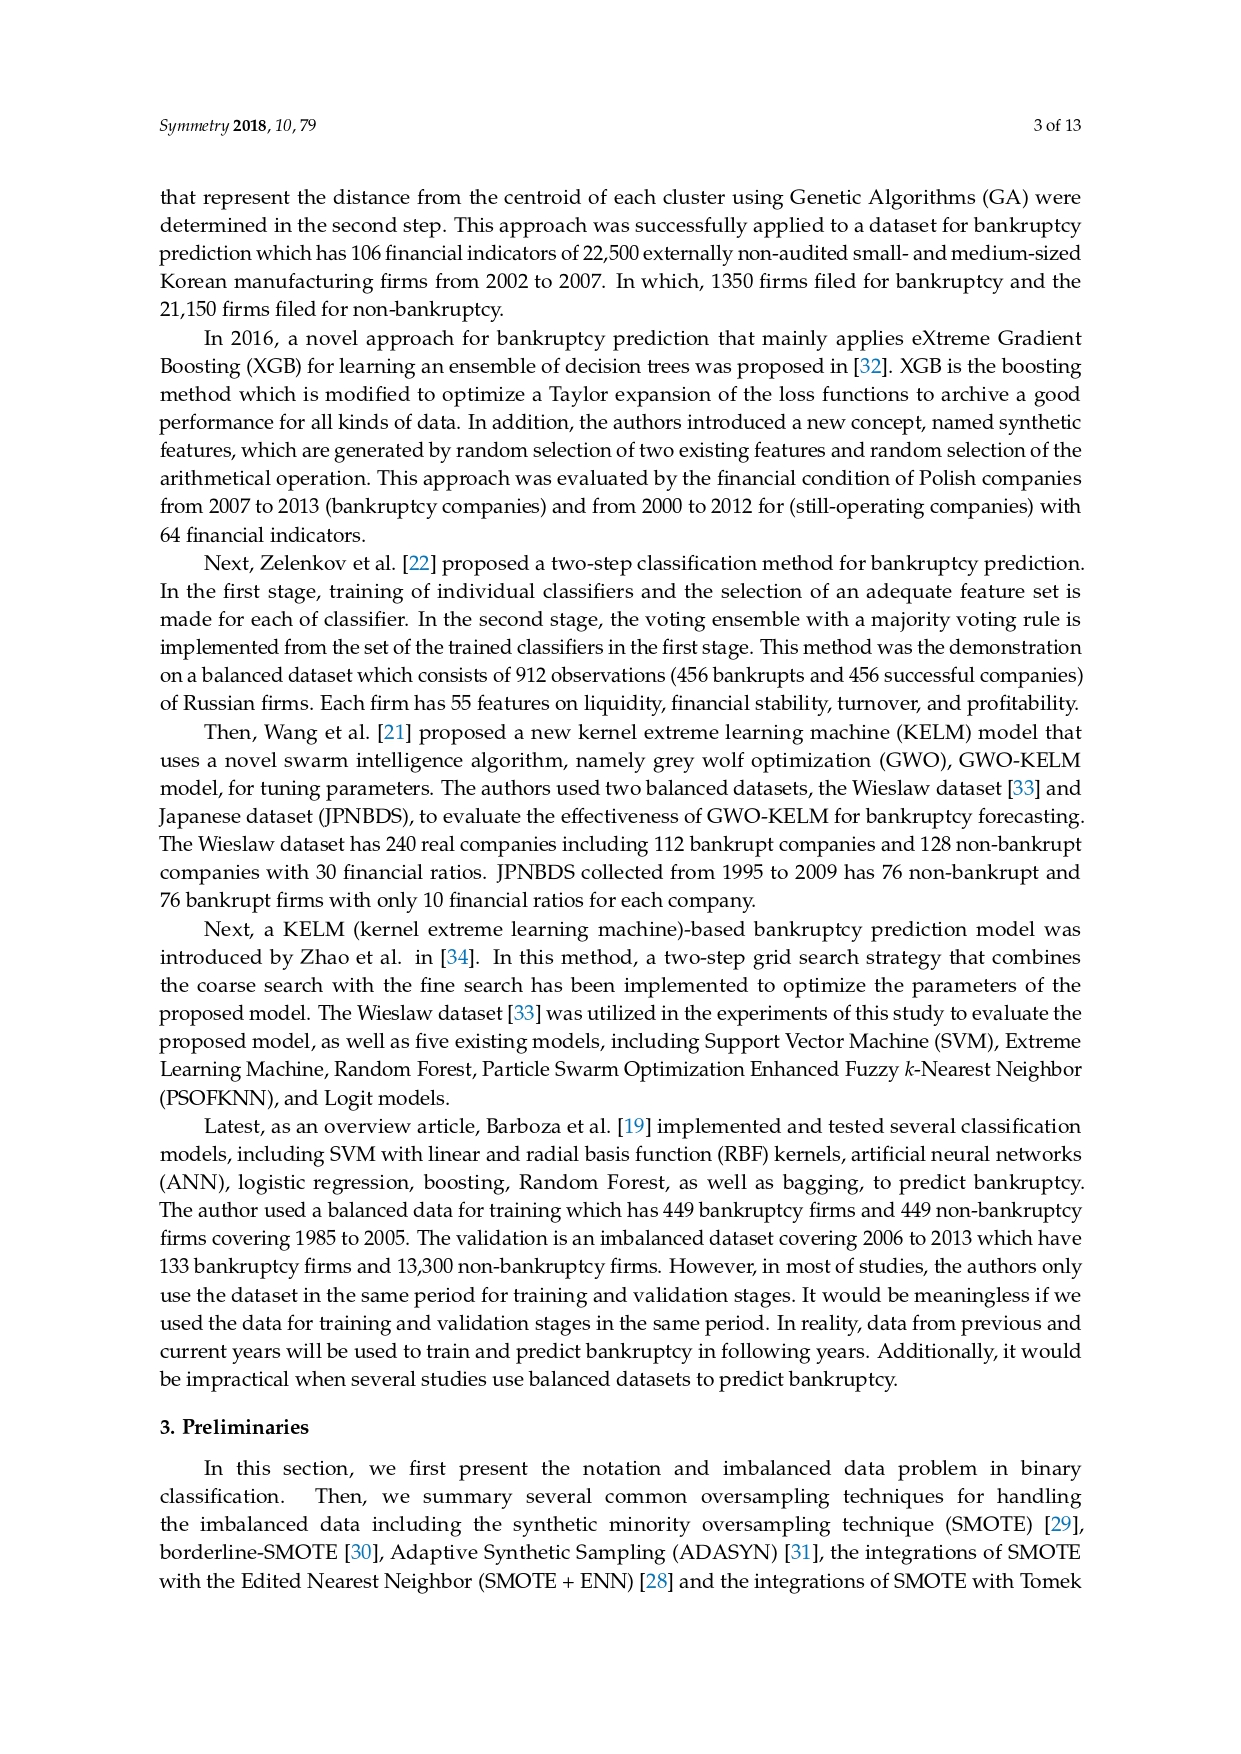 Symmetry 2018, 10, 79
3 of 13
that represent the distance from the centroid of each cluster using Genetic Algorithms (GA) were
determined in the second step. This approach was successfully applied to a dataset for bankruptcy
prediction which has 106 financial indicators of 22,500 externally non-audited small- and medium-sized
Korean manufacturing firms from 2002 to 2007. In which, 1350 firms filed for bankruptcy and the
21,150 firms filed for non-bankruptcy.
In 2016, a novel approach for bankruptcy prediction that mainly applies eXtreme Gradient
Boosting (XGB) for learning an ensemble of decision trees was proposed in [32]. XGB is the boosting
method which is modified to optimize a Taylor expansion of the loss functions to archive a good
performance for all kinds of data. In addition, the authors introduced a new concept, named synthetic
features, which are generated by random selection of two existing features and random selection of the
arithmetical operation. This approach was evaluated by the financial condition of Polish companies
from 2007 to 2013 (bankruptcy companies) and from 2000 to 2012 for (still-operating companies) with
64 financial indicators.
Next, Zelenkov et al. [22] proposed a two-step classification method for bankruptcy prediction.
In the first stage, training of individual classifiers and the selection of an adequate feature set is
made for each of classifier. In the second stage, the voting ensemble with a majority voting rule is
implemented from the set of the trained classifiers in the first stage. This method was the demonstration
on a balanced dataset which consists of 912 observations (456 bankrupts and 456 successful companies)
of Russian firms. Each firm has 55 features on liquidity, financial stability, turnover, and profitability.
Then, Wang et al. [21] proposed a new kernel extreme learning machine (KELM) model that
uses a novel swarm intelligence algorithm, namely grey wolf optimization (GWO), GWO-KELM
model, for tuning parameters. The authors used two balanced datasets, the Wieslaw dataset [33] and
Japanese dataset (JPNBDS), to evaluate the effectiveness of GWO-KELM for bankruptcy forecasting.
The Wieslaw dataset has 240 real companies including 112 bankrupt companies and 128 non-bankrupt
companies with 30 financial ratios. JPNBDS collected from 1995 to 2009 has 76 non-bankrupt and
76 bankrupt firms with only 10 financial ratios for each company.
Next, a KELM (kernel extreme learning machine)-based bankruptcy prediction model was
introduced by Zhao et al. in [34]. In this method, a two-step grid search strategy that combines
the coarse search with the fine search has been implemented to optimize the parameters of the
proposed model. The Wieslaw dataset [33] was utilized in the experiments of this study to evaluate the
proposed model, as well as five existing models, including Support Vector Machine (SVM), Extreme
Learning Machine, Random Forest, Particle Swarm Optimization Enhanced Fuzzy k-Nearest Neighbor
(PSOFKNN), and Logit models.
Latest, as an overview article, Barboza et al. [19] implemented and tested several classification
models, including SVM with linear and radial basis function (RBF) kernels, artificial neural networks
(ANN), logistic regression, boosting, Random Forest, as well as bagging, to predict bankruptcy.
The author used a balanced data for training which has 449 bankruptcy firms and 449 non-bankruptcy
firms covering 1985 to 2005. The validation is an imbalanced dataset covering 2006 to 2013 which have
133 bankruptcy firms and 13,300 non-bankruptcy firms. However, in most of studies, the authors only
use the dataset in the same period for training and validation stages. It would be meaningless if we
used the data for training and validation stages in the same period. In reality, data from previous and
current years will be used to train and predict bankruptcy in following years. Additionally, it would
be impractical when several studies use balanced datasets to predict bankruptcy.
3. Preliminaries
In this section, we first present the notation and imbalanced data problem in binary
classification. Then, we summary several common oversampling techniques for handling
the imbalanced data including the synthetic minority oversampling technique (SMOTE) [29],
borderline-SMOTE [30], Adaptive Synthetic Sampling (ADASYN) [31], the integrations of SMOTE
with the Edited Nearest Neighbor (SMOTE + ENN) [28] and the integrations of SMOTE with Tomek